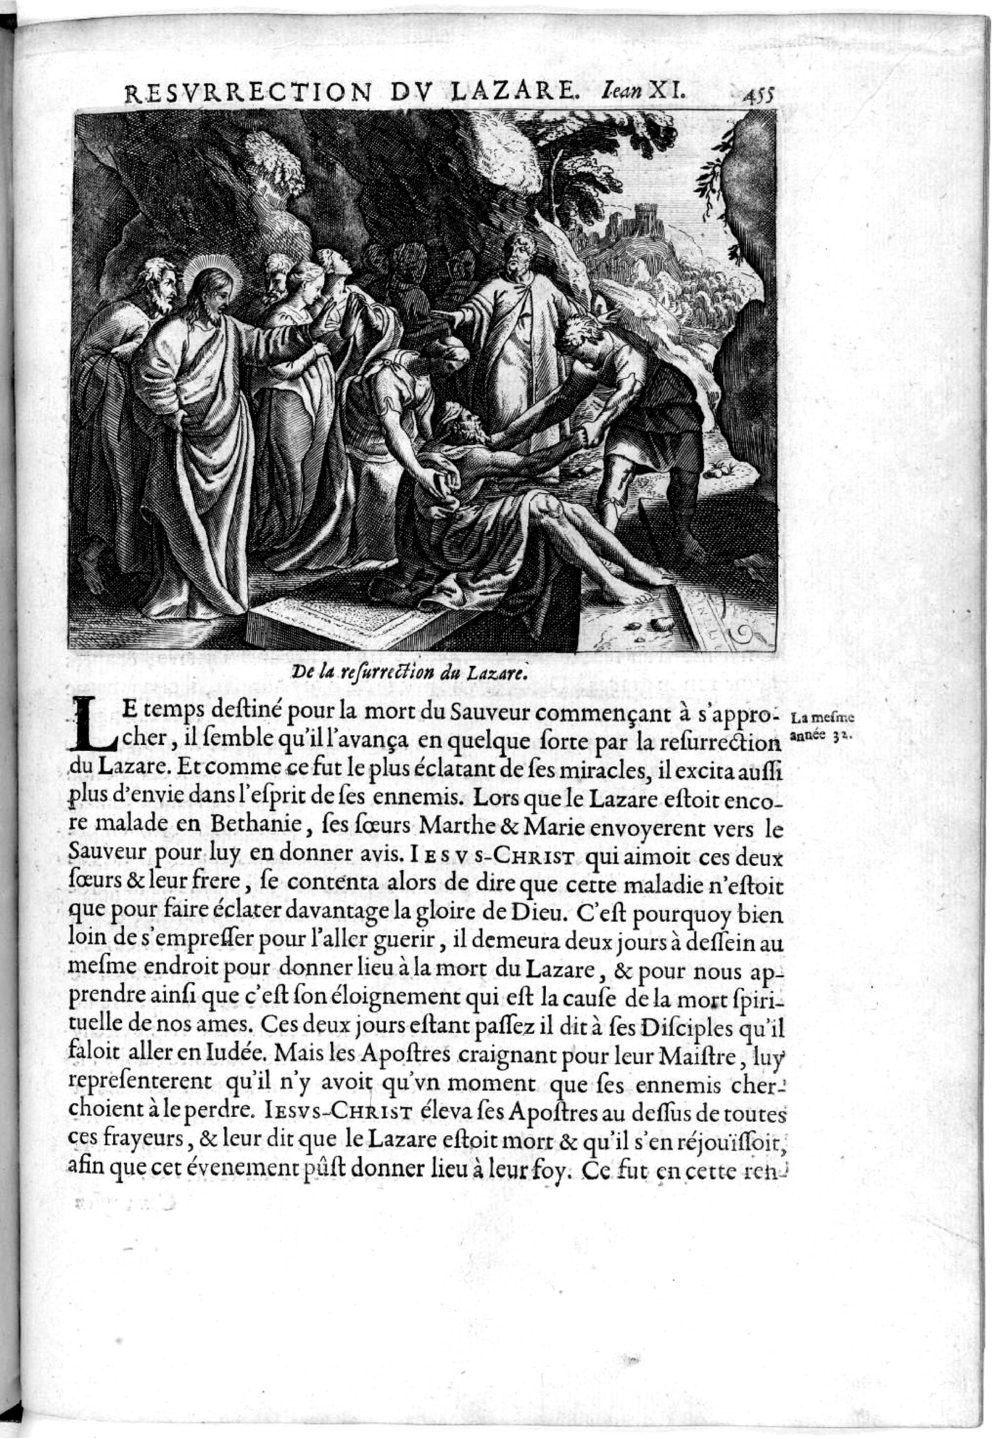 RESVRRECTION DV LAZARE. Iean XI. 455
De la reſurrection du Lazare.
LE temps deſtiné pour la mort du Sauveur commençant à s'appro-
cher, il ſemble qu'il l'avança en quelque ſorte par la reſurrection
du Lazare. Et comme ce fut le plus éclatant de ſes miracles, il excita auſſi
plus d'envie dans l'eſprit de ſes ennemis. Lors que le Lazare eſtoit enco-
re malade en Bethanie, ſes ſœurs Marthe & Marie envoyerent vers le
Sauveur pour luy en donner avis. IESVS-CHRIST qui aimoit ces deux
ſœurs & leur frere, ſe contenta alors de dire que cette maladie n'eſtoit
que pour faire éclater davantage la gloire de Dieu. C'eſt pourquoy bien
loin de s'empreſſer pour l'aller guerir, il demeura deux jours à deſſein au
meſme endroit pour donner lieu à la mort du Lazare, & pour nous ap-
prendre ainſi que c'eſt ſon éloignement qui eſt la cauſe de la mort ſpiri-
tuelle de nos ames. Ces deux jours eſtant paſſez il dit à ſes Diſciples qu'il
faloit aller en Iudée. Mais les Apoſtres craignant pour leur Maiſtre, luy
repreſenterent qu'il n'y avoit qu'vn moment que ſes ennemis cher-
choient à le perdre. IESVS-CHRIST éleva ſes Apoſtres au deſſus de toutes
ces frayeurs, & leur dit que le Lazare eſtoit mort & qu'il s'en réjouïſſoit,
afin que cet évenement pûſt donner lieu à leur foy. Ce fut en cette ren-
La meſme
année 32.